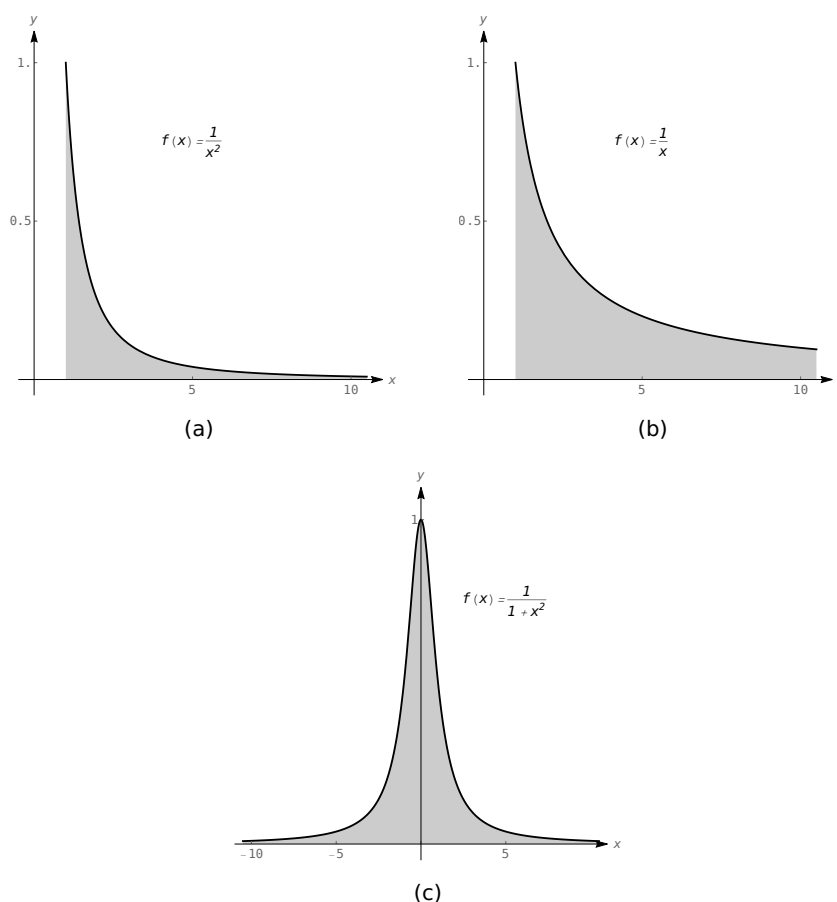 y
1.
f(x) = 1/x²
0.5
5
10
x
(a)
y
1.
f(x) = 1/x
0.5
5
10
(b)
y
1
f(x) = 1/(1 + x²)
−10
−5
5
x
(c)